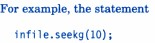 For example, the statement
infile.seekg(10);